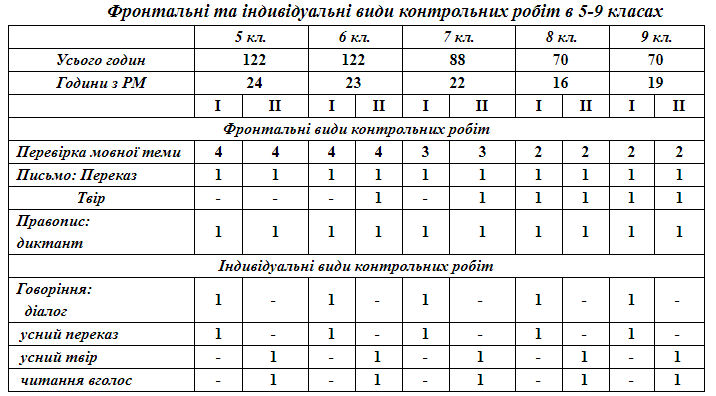 Фронтальні та індивідуальні види контрольних робіт в 5-9 класах
5 кл. 6 кл. 7 кл. 8 кл. 9 кл.
Усього годин 122 122 88 70 70
Години з РМ 24 23 22 16 19
І ІІ І ІІ І ІІ І ІІ І ІІ
Фронтальні види контрольних робіт
Перевірка мовної теми 4 4 4 4 3 3 2 2 2 2
Письмо: Переказ 1 1 1 1 1 1 1 1 1 1
Твір - - - 1 - 1 1 1 1 1
Правопис:
диктант 1 1 1 1 1 1 1 1 1 1
Індивідуальні види контрольних робіт
Говоріння:
діалог 1 - 1 - 1 - 1 - 1 -
усний переказ 1 - 1 - 1 - 1 - 1 -
усний твір - 1 - 1 - 1 - 1 - 1
читання вголос - 1 - 1 - 1 - 1 - 1